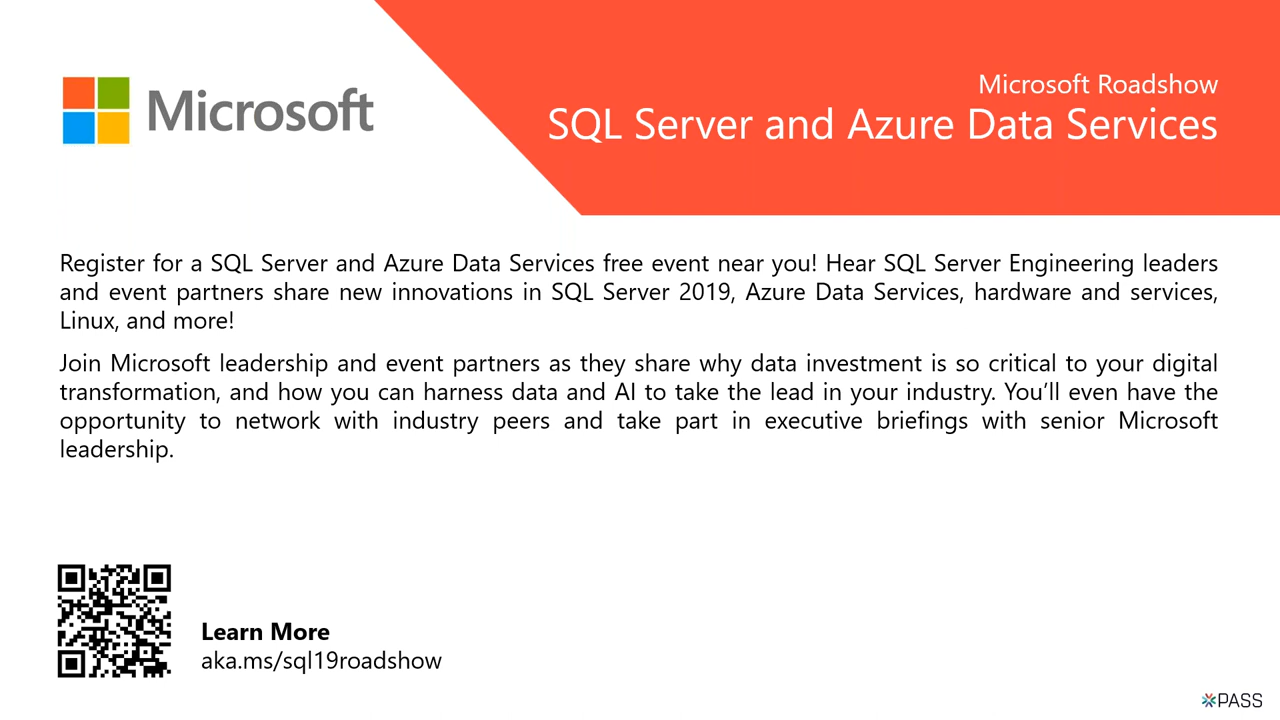 Microsoft
Microsoft Roadshow
SQL Server and Azure Data Services
Register for a SQL Server and Azure Data Services free event near you! Hear SQL Server Engineering leaders
and event partners share new innovations in SQL Server 2019, Azure Data Services, hardware and services,
Linux, and more!
Join Microsoft leadership and event partners as they share why data investment is so critical to your digital
transformation, and how you can harness data and AI to take the lead in your industry. You’ll even have the
opportunity to network with industry peers and take part in executive briefings with senior Microsoft
leadership.
Learn More
aka.ms/sql19roadshow
PASS